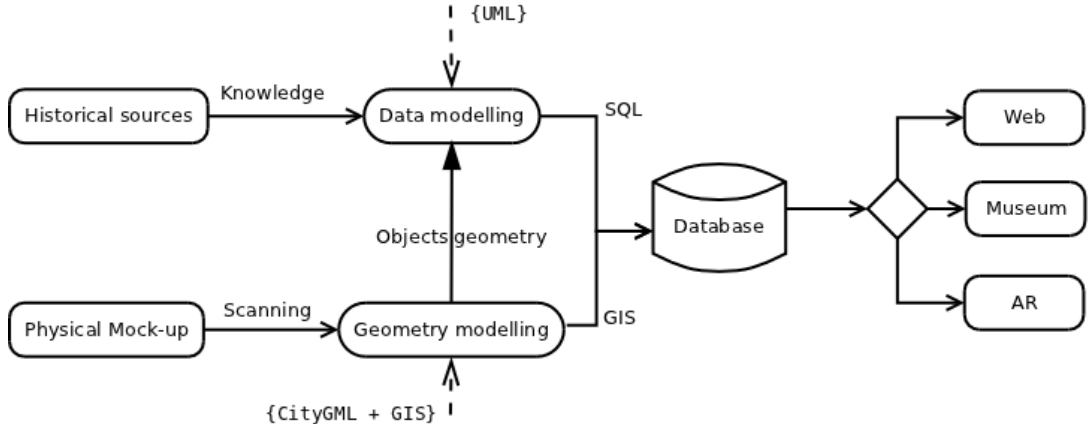 {UML}
Historical sources
Knowledge
Data modelling
SQL
Web
Museum
Database
Objects geometry
AR
Physical Mock-up
Scanning
Geometry modelling
GIS
{CityGML + GIS}